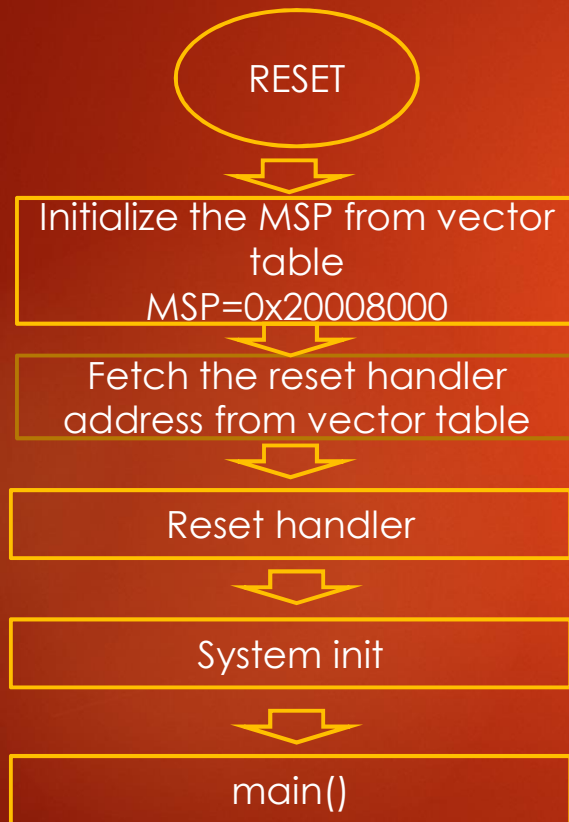 RESET
Initialize the MSP from vector
table
MSP=0x20008000
Fetch the reset handler
address from vector table
Reset handler
System init
main()